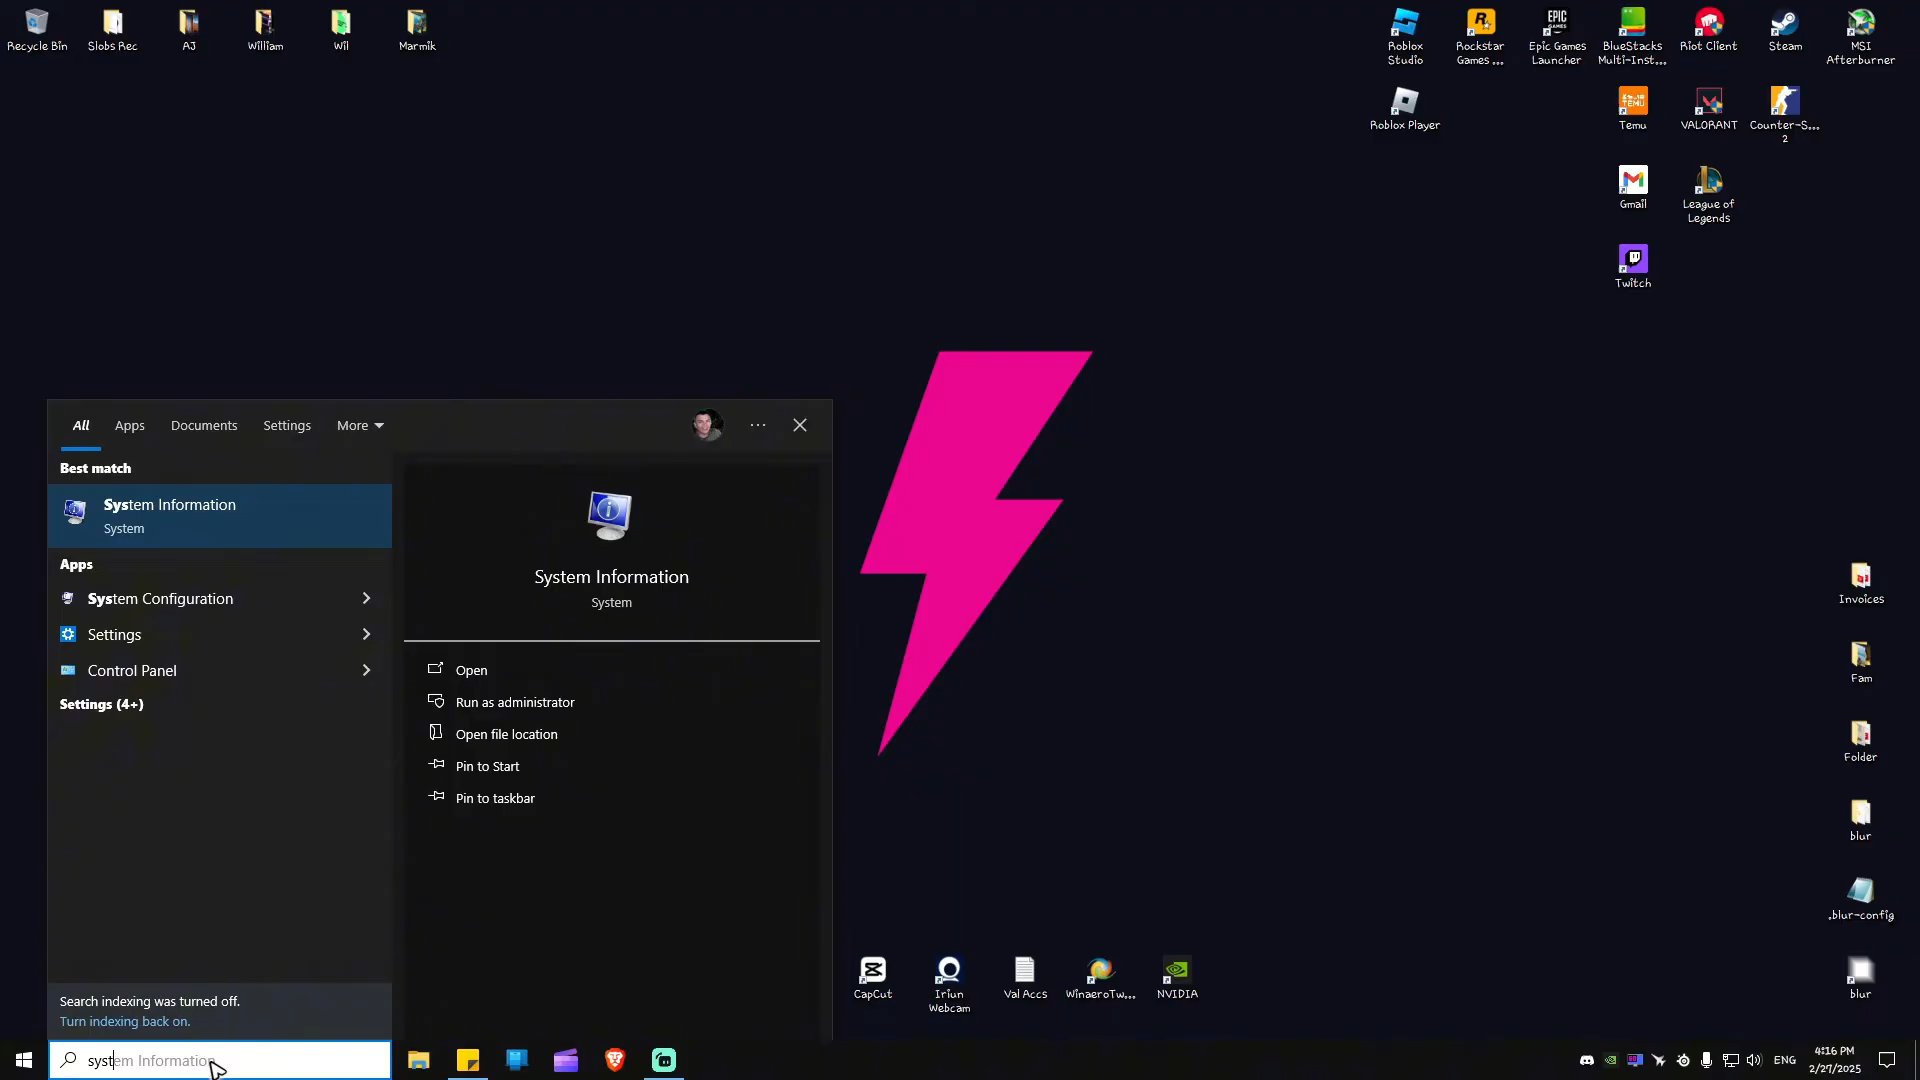 Recycle Bin
Slobs Rec
AJ
William
Wil
Marmik
Roblox
Studio
Rockstar
Games ...
Epic Games
Launcher
BlueStacks
Multi-Inst...
Riot Client
Steam
MSI
Afterburner
Roblox Player
Temu
VALORANT
Counter-S...
2
Gmail
League of
Legends
Twitch
All
Apps
Documents
Settings
More
Best match
System Information
System
Apps
System Configuration
Settings
Control Panel
Settings (4+)
System Information
System
Open
Run as administrator
Open file location
Pin to Start
Pin to taskbar
Search indexing was turned off.
Turn indexing back on.
Invoices
Fam
Folder
blur
.blur-config
blur
CapCut
Iriun
Webcam
Val Accs
WinaeroTw...
NVIDIA
system Information
ENG
4:16 PM
2/27/2025